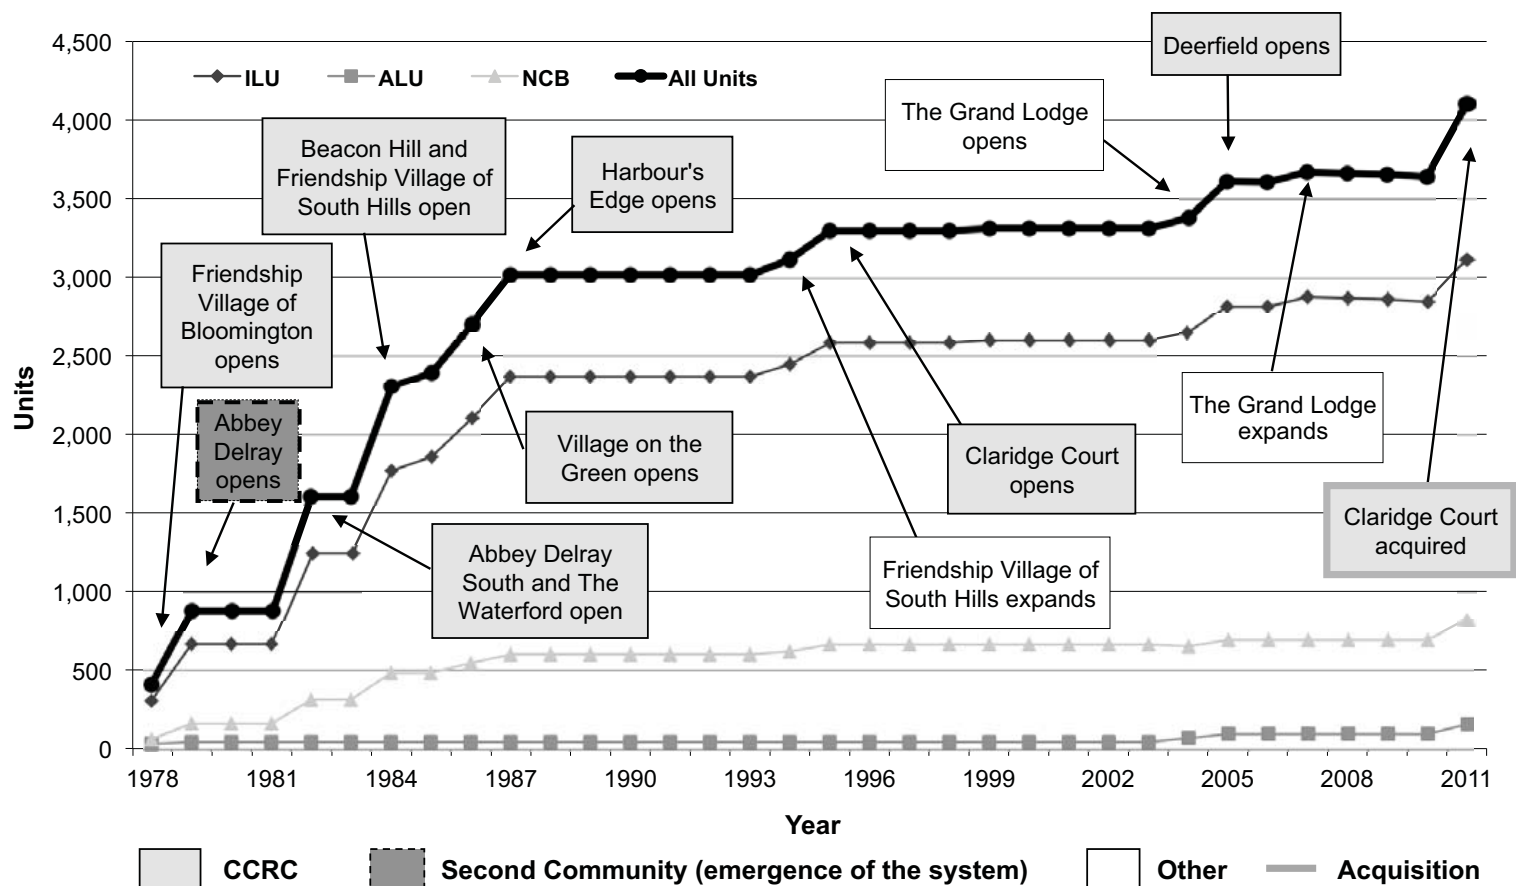 4,500
4,000
3,500
3,000
2,500
2,000
1,500
1,000
500
0
Units
ILU
ALU
NCB
All Units
Friendship
Village of
Bloomington
opens
Abbey
Delray
opens
Beacon Hill and
Friendship Village of
South Hills open
Harbour's
Edge opens
Village on the
Green opens
Abbey Delray
South and The
Waterford open
The Grand Lodge
opens
Deerfield opens
Friendship Village of
South Hills expands
Claridge Court
opens
The Grand Lodge
expands
Claridge Court
acquired
1978 1981 1984 1987 1990 1993 1996 1999 2002 2005 2008 2011
Year
CCRC
Second Community (emergence of the system)
Other
Acquisition